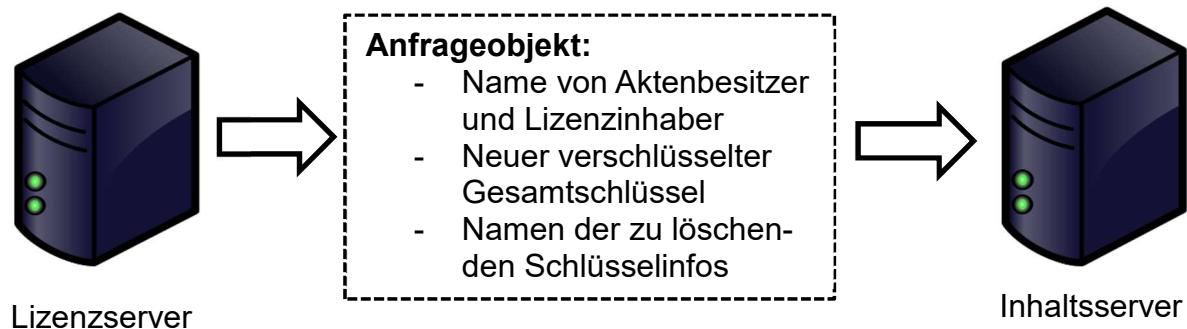 Anfrageobjekt:
- Name von Aktenbesitzer
und Lizenzinhaber
- Neuer verschlüsselter
Gesamtschlüssel
- Namen der zu löschen-
den Schlüsselinfos
Lizenzserver
Inhaltsserver